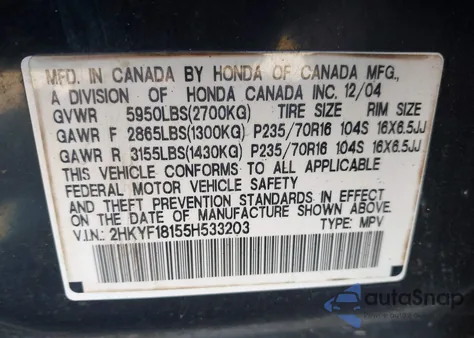 MFD. IN CANADA BY HONDA OF CANADA MFG.,
A DIVISION OF HONDA CANADA INC. 12/04
GVWR 5950LBS(2700KG) TIRE SIZE RIM SIZE
GAWR F 2865LBS(1300KG) P235/70R16 104S 16X6.5JJ
GAWR R 3155LBS(1430KG) P235/70R16 104S 16X6.5JJ
THIS VEHICLE CONFORMS TO ALL APPLICABLE
FEDERAL MOTOR VEHICLE SAFETY
AND THEFT PREVENTION STANDARDS IN EFFECT
ON THE DATE OF MANUFACTURE SHOWN ABOVE.
V.I.N.: 2HKYF18155H533203 TYPE: MPV
autoSnap